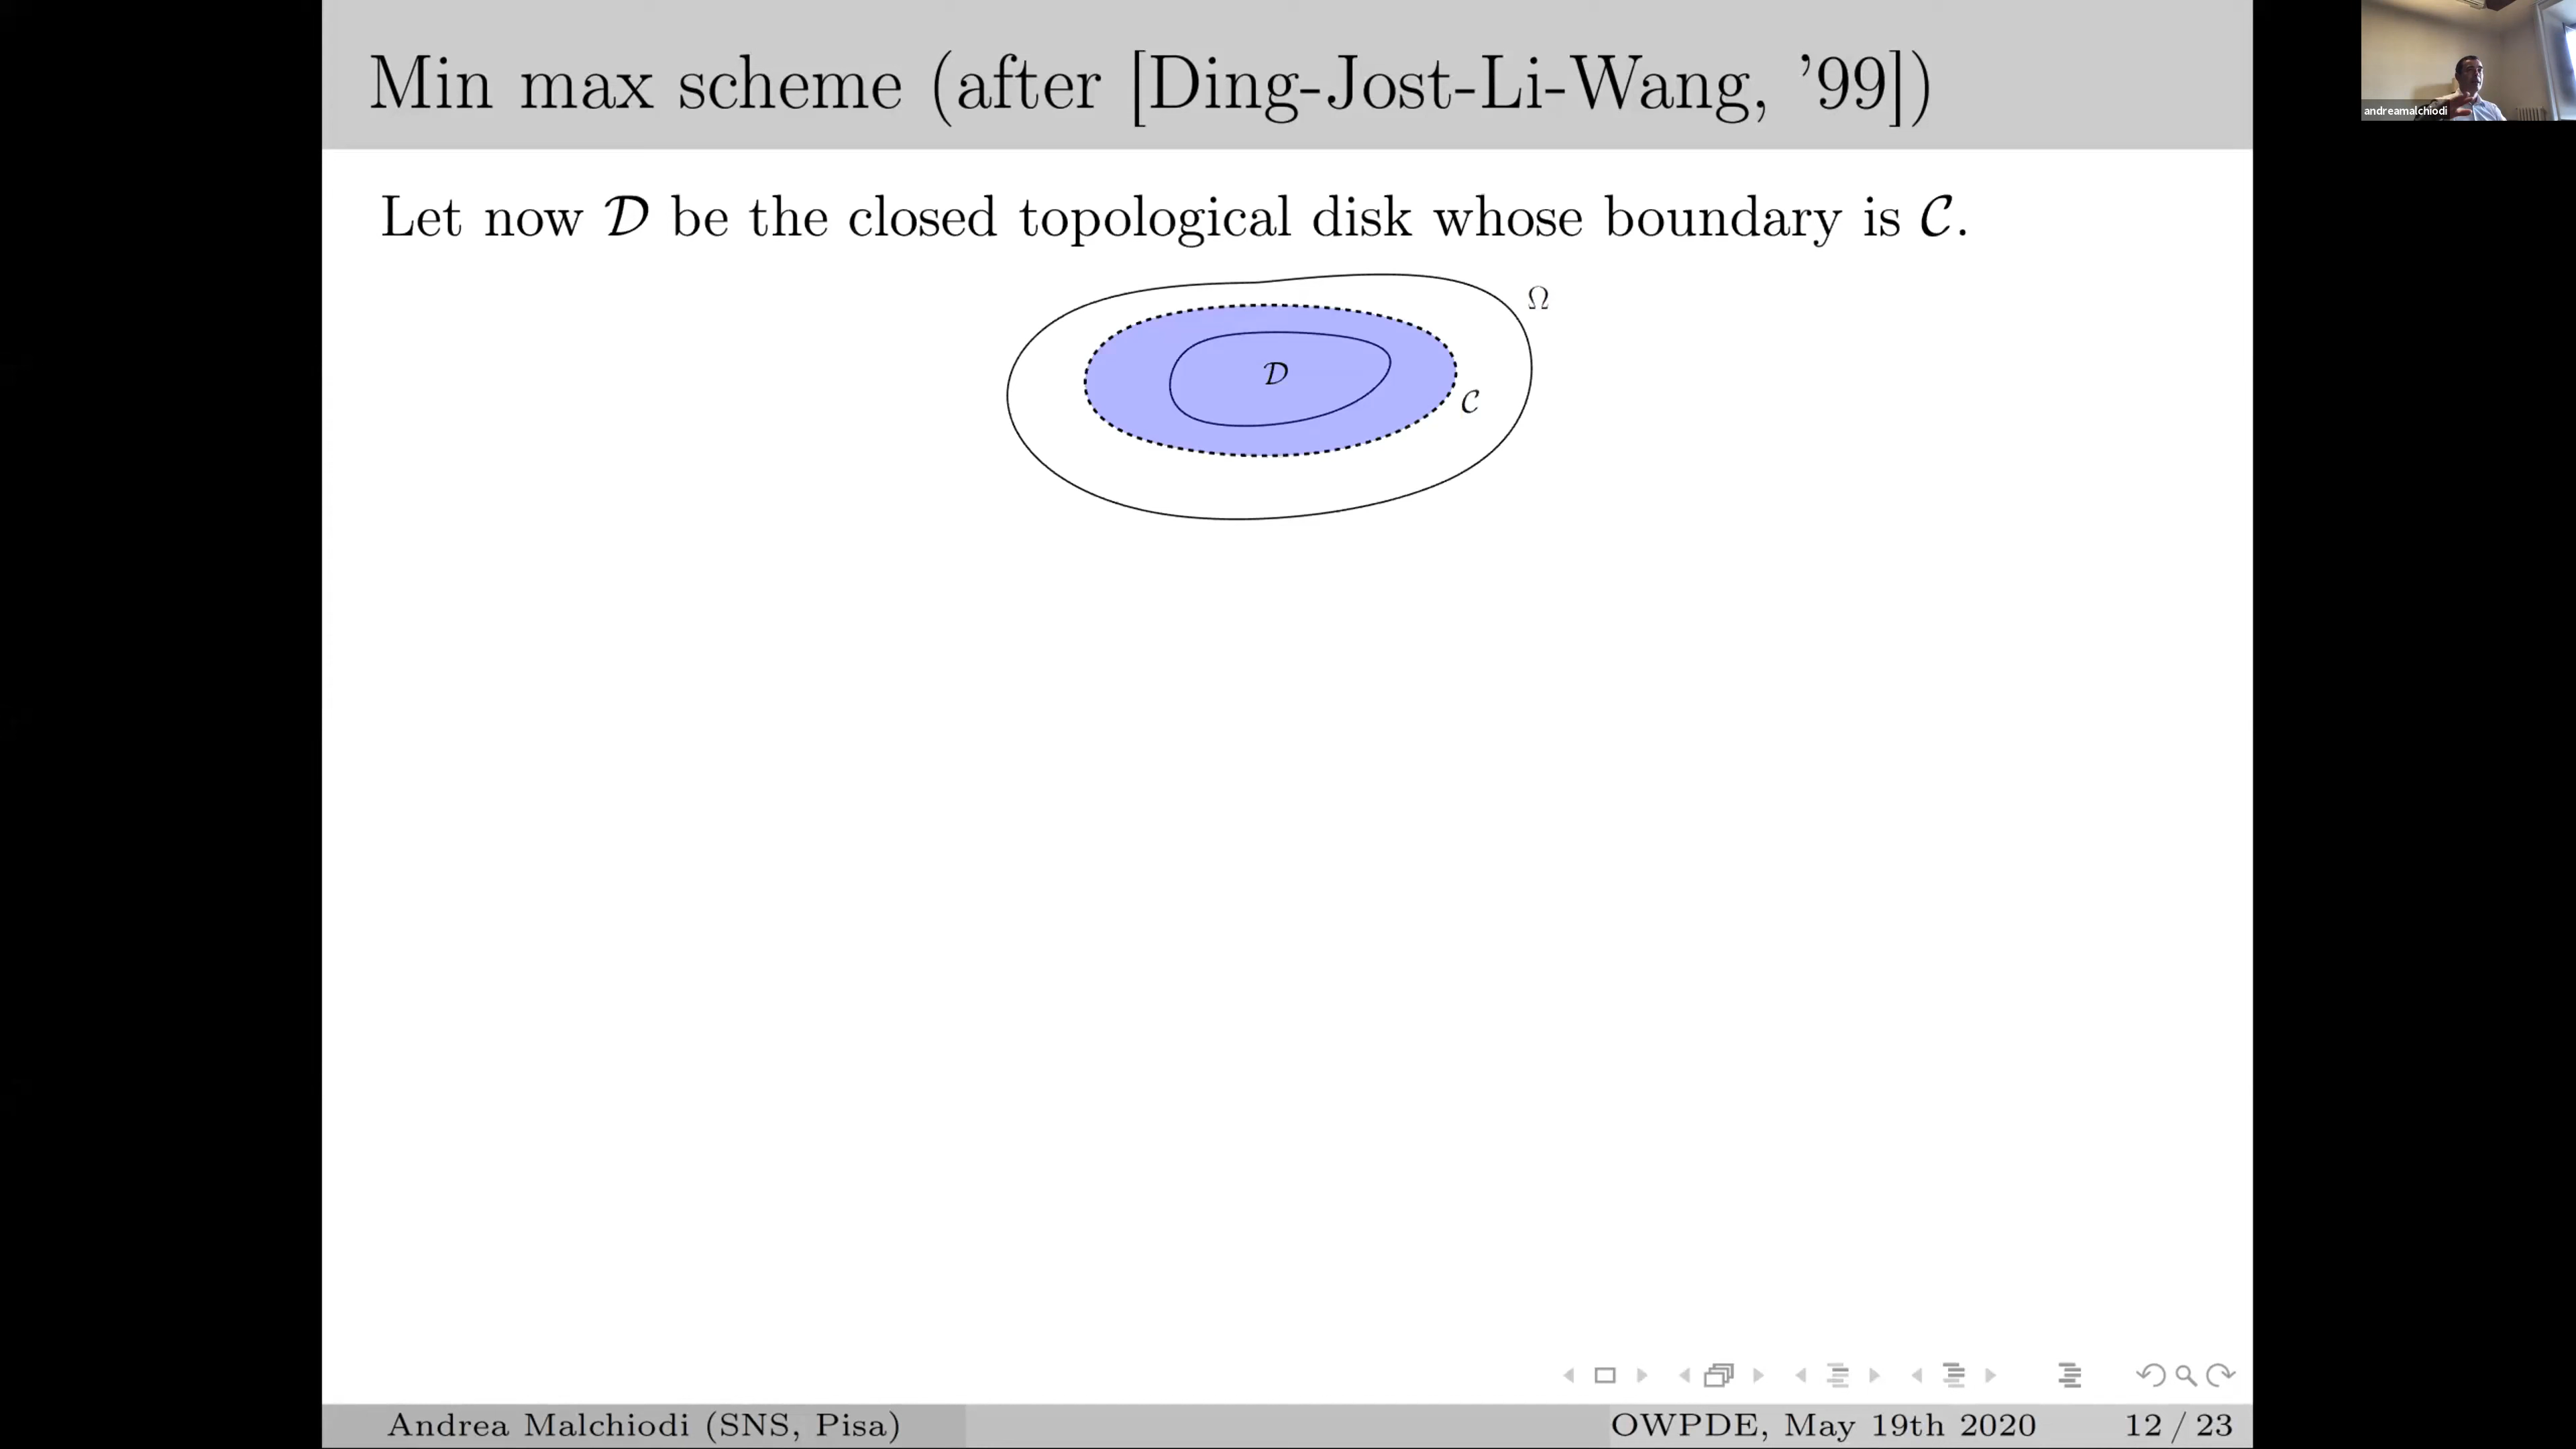 Min max scheme (after [Ding-Jost-Li-Wang, ’99])
andreamalchiodi
Let now 𝒟 be the closed topological disk whose boundary is 𝒞.
Ω
𝒟
𝒞
Andrea Malchiodi (SNS, Pisa)
OWPDE, May 19th 2020
12 / 23